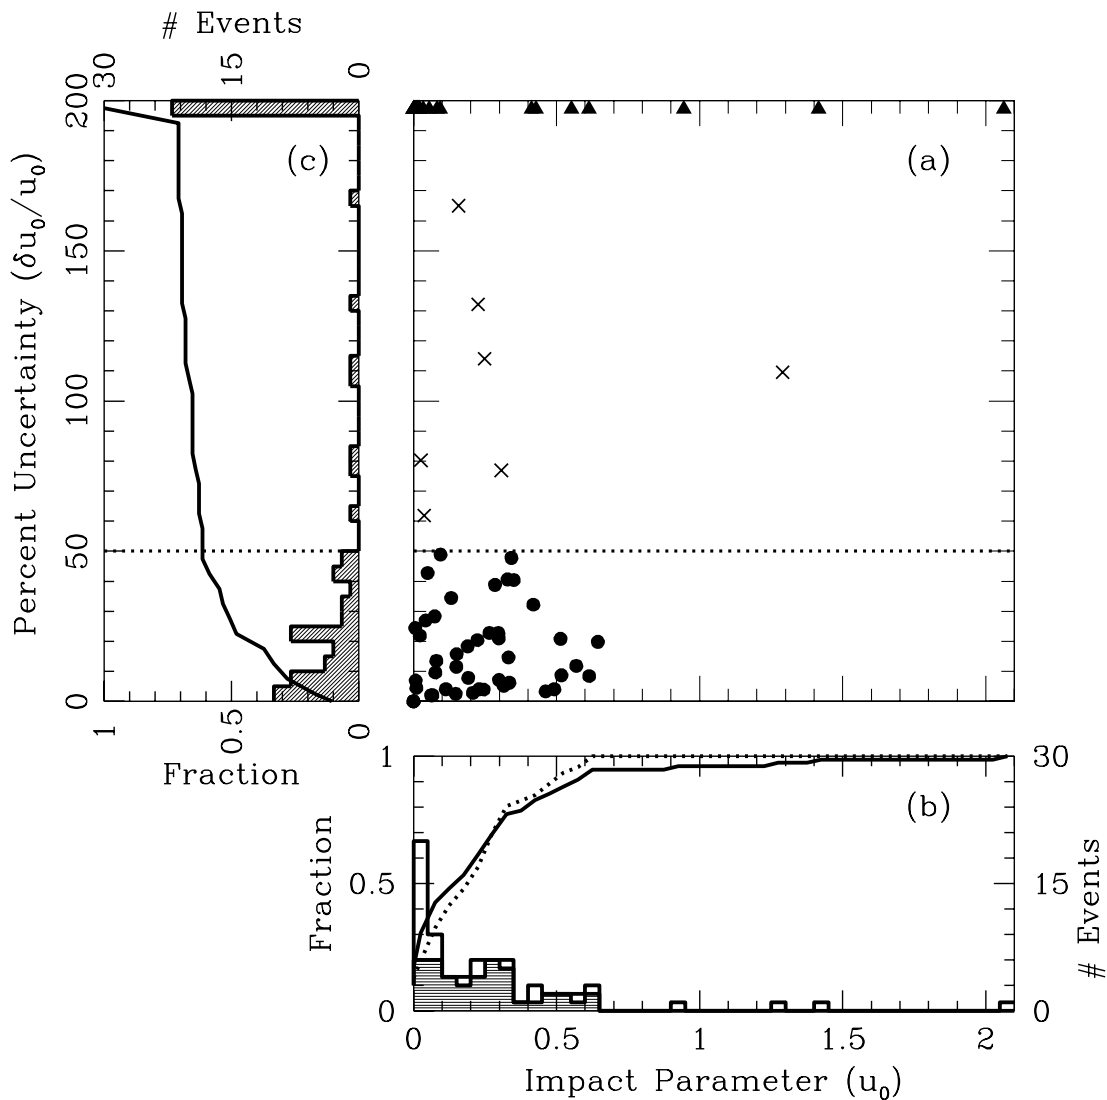 # Events
30
15
0
200
150
100
50
0
Percent Uncertainty (δu₀/u₀)
(c)
(a)
1
0.5
0
Fraction
1
0.5
0
Fraction
(b)
30
15
0
# Events
0
0.5
1
1.5
2
Impact Parameter (u₀)